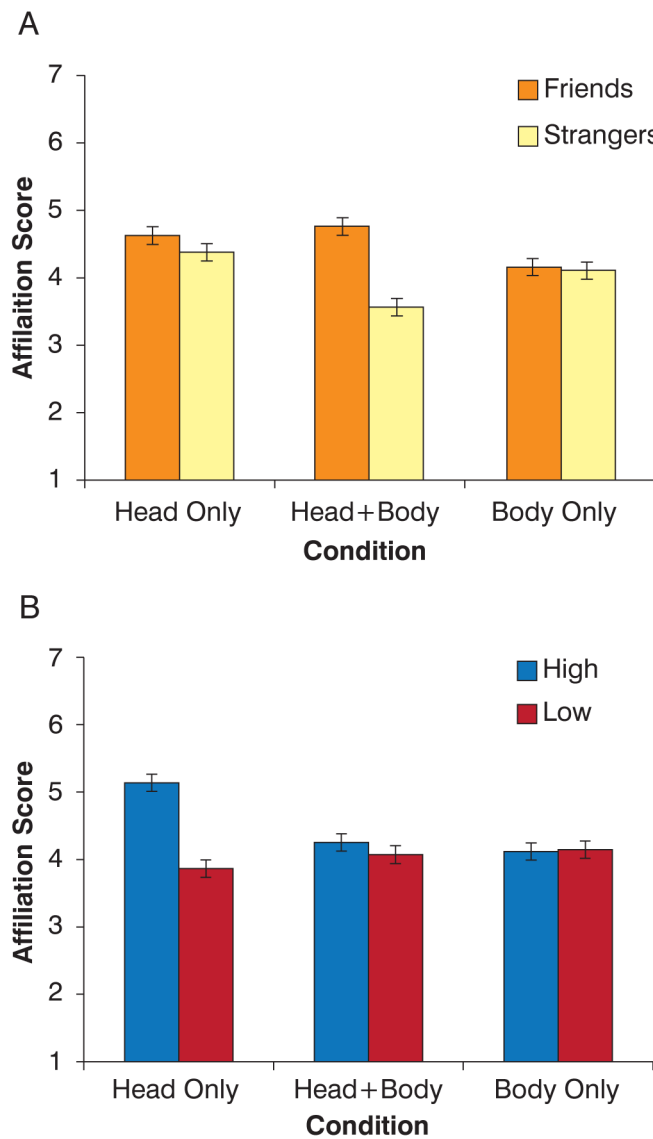 A
7
Friends
6
Strangers
5
4
3
2
1
Affilaition Score
Head Only Head+Body Body Only
Condition
B
7
High
6
Low
5
4
3
2
1
Affiliation Score
Head Only Head+Body Body Only
Condition